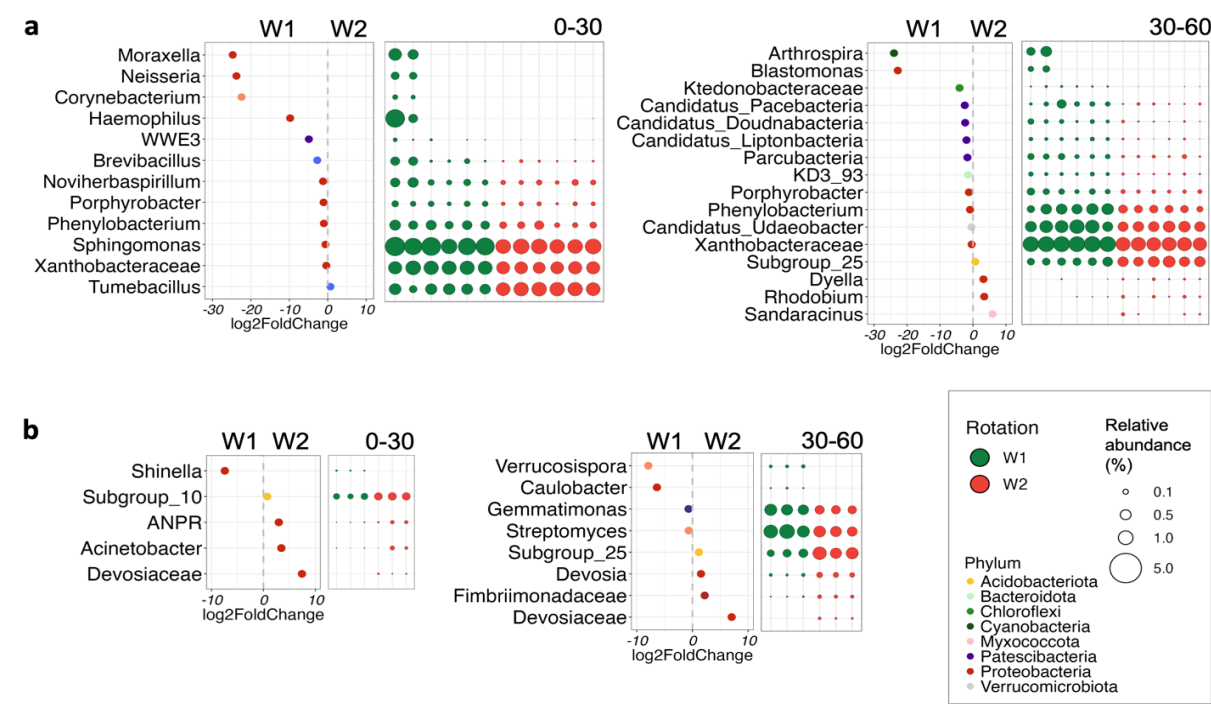 a
W1 W2 0-30
Moraxella
Neisseria
Corynebacterium
Haemophilus
WWE3
Brevibacillus
Noviherbaspirillum
Porphyrobacter
Phenylobacterium
Sphingomonas
Xanthobacteraceae
Tumebacillus
-30 -20 -10 0 10
log2FoldChange
W1 W2 30-60
Arthrospira
Blastomonas
Ktedonobacteraceae
Candidatus_Pacebacteria
Candidatus_Doudnabacteria
Candidatus_Liptonbacteria
Parcubacteria
KD3_93
Porphyrobacter
Phenylobacterium
Candidatus_Udaeobacter
Xanthobacteraceae
Subgroup_25
Dyella
Rhodobium
Sandaracinus
-30 -20 -10 0 10
log2FoldChange
b
W1 W2 0-30
Shinella
Subgroup_10
ANPR
Acinetobacter
Devosiaceae
-10 0 10
log2FoldChange
W1 W2 30-60
Verrucosispora
Caulobacter
Gemmatimonas
Streptomyces
Subgroup_25
Devosia
Fimbriimonadaceae
Devosiaceae
-10 0 10
log2FoldChange
Rotation
W1
W2
Relative
abundance
(%)
0.1
0.5
1.0
5.0
Phylum
Acidobacteriota
Bacteroidota
Chloroflexi
Cyanobacteria
Myxococcota
Patescibacteria
Proteobacteria
Verrucomicrobiota